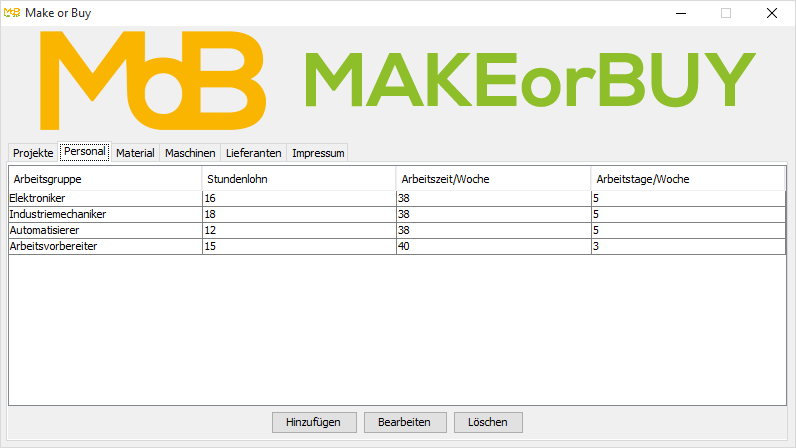 MoB Make or Buy
MoB MAKEorBUY
Projekte Personal Material Maschinen Lieferanten Impressum
Arbeitsgruppe Stundenlohn Arbeitszeit/Woche Arbeitstage/Woche
Elektroniker 16 38 5
Industriemechaniker 18 38 5
Automatisierer 12 38 5
Arbeitsvorbereiter 15 40 3
Hinzufügen Bearbeiten Löschen